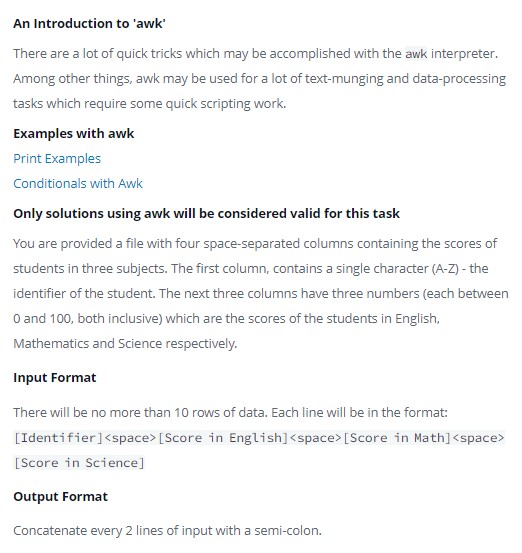 An Introduction to 'awk'
There are a lot of quick tricks which may be accomplished with the awk interpreter.
Among other things, awk may be used for a lot of text-munging and data-processing
tasks which require some quick scripting work.
Examples with awk
Print Examples
Conditionals with Awk
Only solutions using awk will be considered valid for this task
You are provided a file with four space-separated columns containing the scores of
students in three subjects. The first column, contains a single character (A-Z) - the
identifier of the student. The next three columns have three numbers (each between
0 and 100, both inclusive) which are the scores of the students in English,
Mathematics and Science respectively.
Input Format
There will be no more than 10 rows of data. Each line will be in the format:
[Identifier]<space>[Score in English]<space>[Score in Math]<space>
[Score in Science]
Output Format
Concatenate every 2 lines of input with a semi-colon.